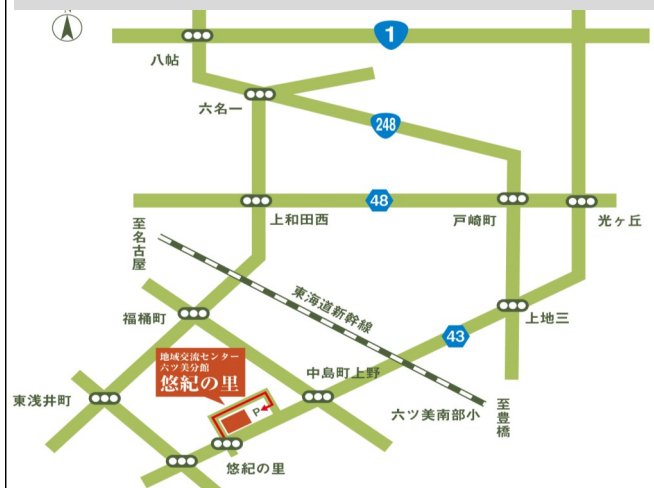 N
1
八帖
六名一
248
48
上和田西
戸崎町
光ヶ丘
至名古屋
東海道新幹線
福桶町
上地三
43
地域交流センター
六ツ美分館
悠紀の里
中島町上野
東浅井町
P
六ツ美南部小
至豊橋
悠紀の里